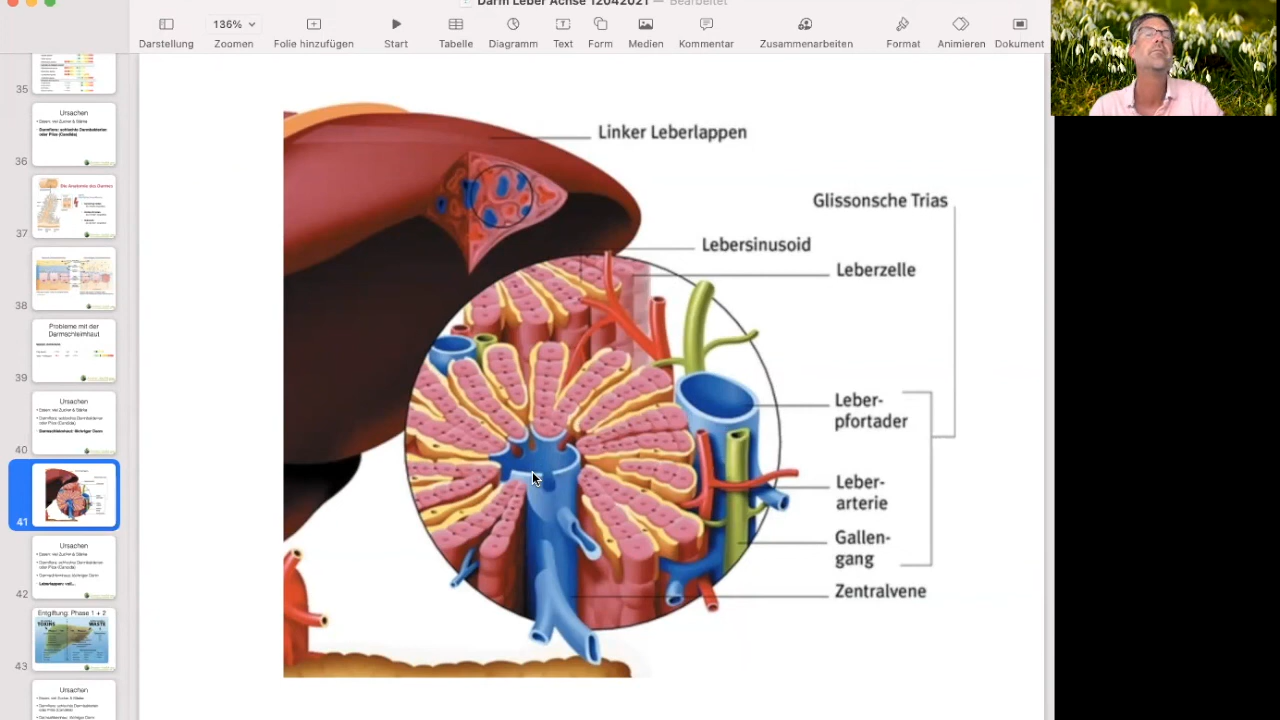 Darm Leber Achse 12042021 — Bearbeitet
136%
Darstellung
Zoomen
Folie hinzufügen
Start
Tabelle
Diagramm
Text
Form
Medien
Kommentar
Zusammenarbeiten
Format
Animieren
Dokument
35
Ursachen
36
Die Anatomie des Darmes
37
38
Probleme mit der
Darmschleimhaut
39
40
41
Ursachen
42
Entgiftung: Phase 1 + 2
TOXINS
WASTE
43
Ursachen
Linker Leberlappen
Glissonsche Trias
Lebersinusoid
Leberzelle
Leber-
pfortader
Leber-
arterie
Gallen-
gang
Zentralvene